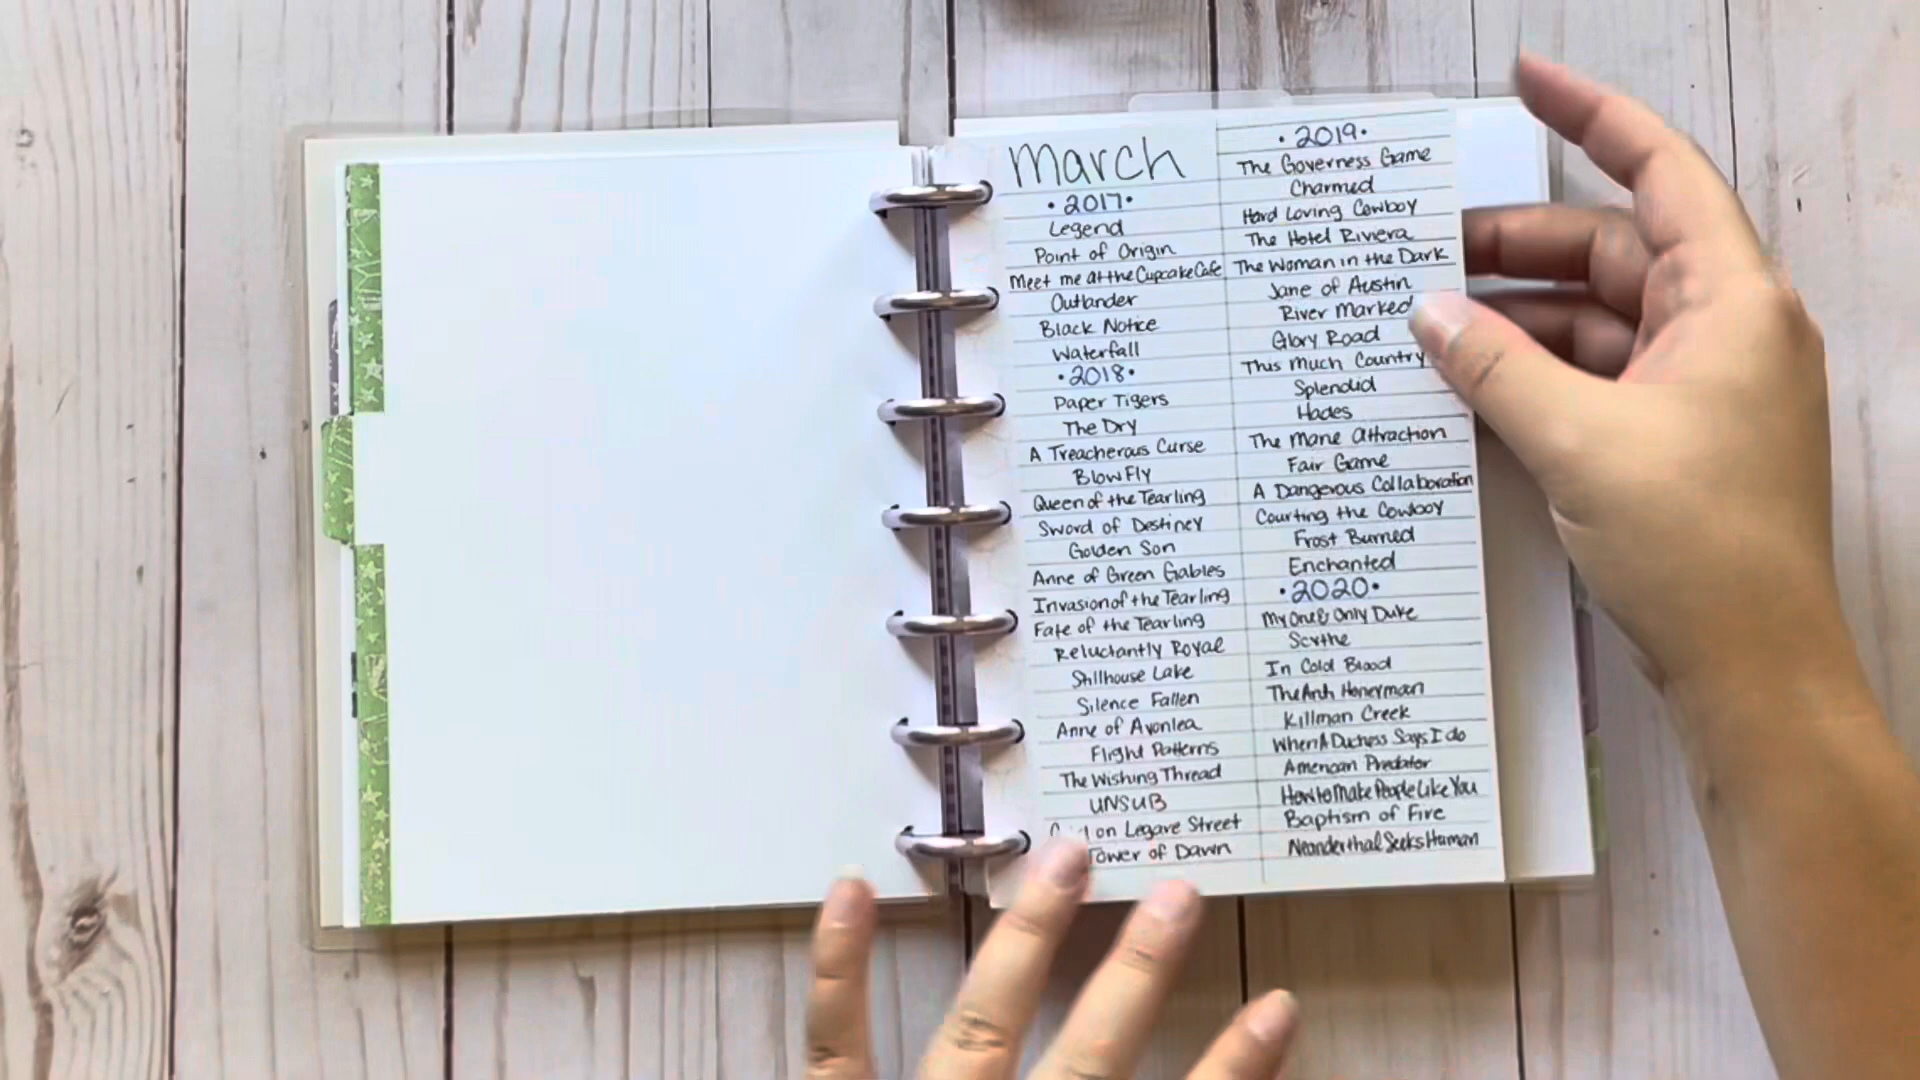 March
• 2017 •
Legend
Point of Origin
Meet me at the Cupcake Cafe
Outlander
Black Notice
Waterfall
• 2018 •
Paper Tigers
The Dry
A Treacherous Curse
Blow Fly
Queen of the Tearling
Sword of Destiney
Golden Son
Anne of Green Gables
Invasion of the Tearling
Fate of the Tearling
Reluctantly Royal
Stillhouse Lake
Silence Fallen
Anne of Avonlea
Flight Patterns
The Wishing Thread
UNSUB
on Legare Street
Tower of Dawn
• 2019 •
The Governess Game
Charmed
Hard Loving Cowboy
The Hotel Riviera
The Woman in the Dark
Jane of Austin
River Marked
Glory Road
This Much Country
Splendid
Hades
The Mane Attraction
Fair Game
A Dangerous Collaboration
Courting the Cowboy
Frost Burned
Enchanted
• 2020 •
My One & Only Duke
Scythe
In Cold Blood
The Anti Honeyman
Killman Creek
When A Duchess Says I do
American Predator
How to Make People Like You
Baptism of Fire
Neanderthal Seeks Human